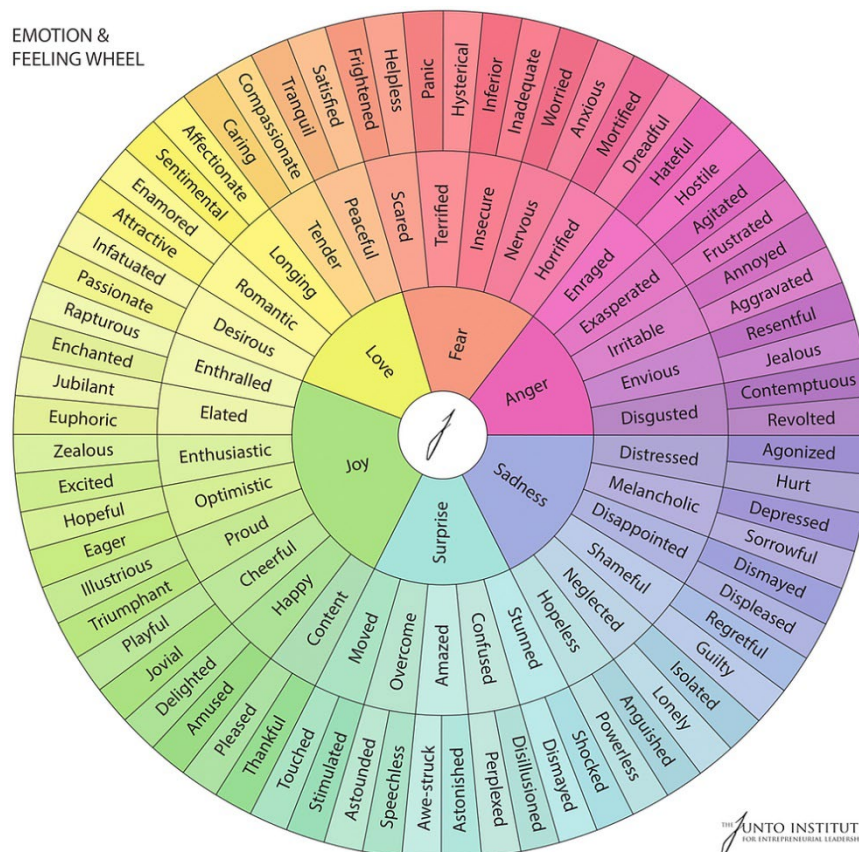 EMOTION &
FEELING WHEEL
Love
Fear
Anger
Sadness
Surprise
Joy
Longing
Tender
Peaceful
Scared
Terrified
Insecure
Nervous
Horrified
Enraged
Exasperated
Irritable
Envious
Disgusted
Distressed
Melancholic
Disappointed
Shameful
Neglected
Hopeless
Stunned
Confused
Amazed
Overcome
Moved
Content
Happy
Cheerful
Proud
Optimistic
Enthusiastic
Elated
Enthralled
Desirous
Romantic
Affectionate
Caring
Compassionate
Tranquil
Satisfied
Frightened
Helpless
Panic
Hysterical
Inferior
Inadequate
Worried
Anxious
Mortified
Dreadful
Hateful
Hostile
Agitated
Frustrated
Annoyed
Aggravated
Resentful
Jealous
Contemptuous
Revolted
Agonized
Hurt
Depressed
Sorrowful
Dismayed
Displeased
Regretful
Guilty
Isolated
Lonely
Anguished
Powerless
Shocked
Dismayed
Disillusioned
Perplexed
Astonished
Awe-struck
Speechless
Astounded
Stimulated
Touched
Thankful
Pleased
Amused
Delighted
Jovial
Playful
Triumphant
Illustrious
Eager
Hopeful
Excited
Zealous
Euphoric
Jubilant
Enchanted
Rapturous
Passionate
Infatuated
Attractive
Enamored
Sentimental
THE JUNTO INSTITUT
FOR ENTREPRENEURIAL LEADERSH